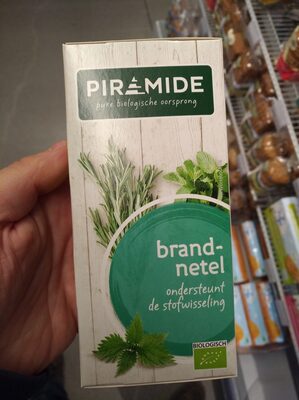 PIRAMIDE
pure biologische oorsprong
brand-
netel
ondersteunt
de stofwisseling
BIOLOGISCH